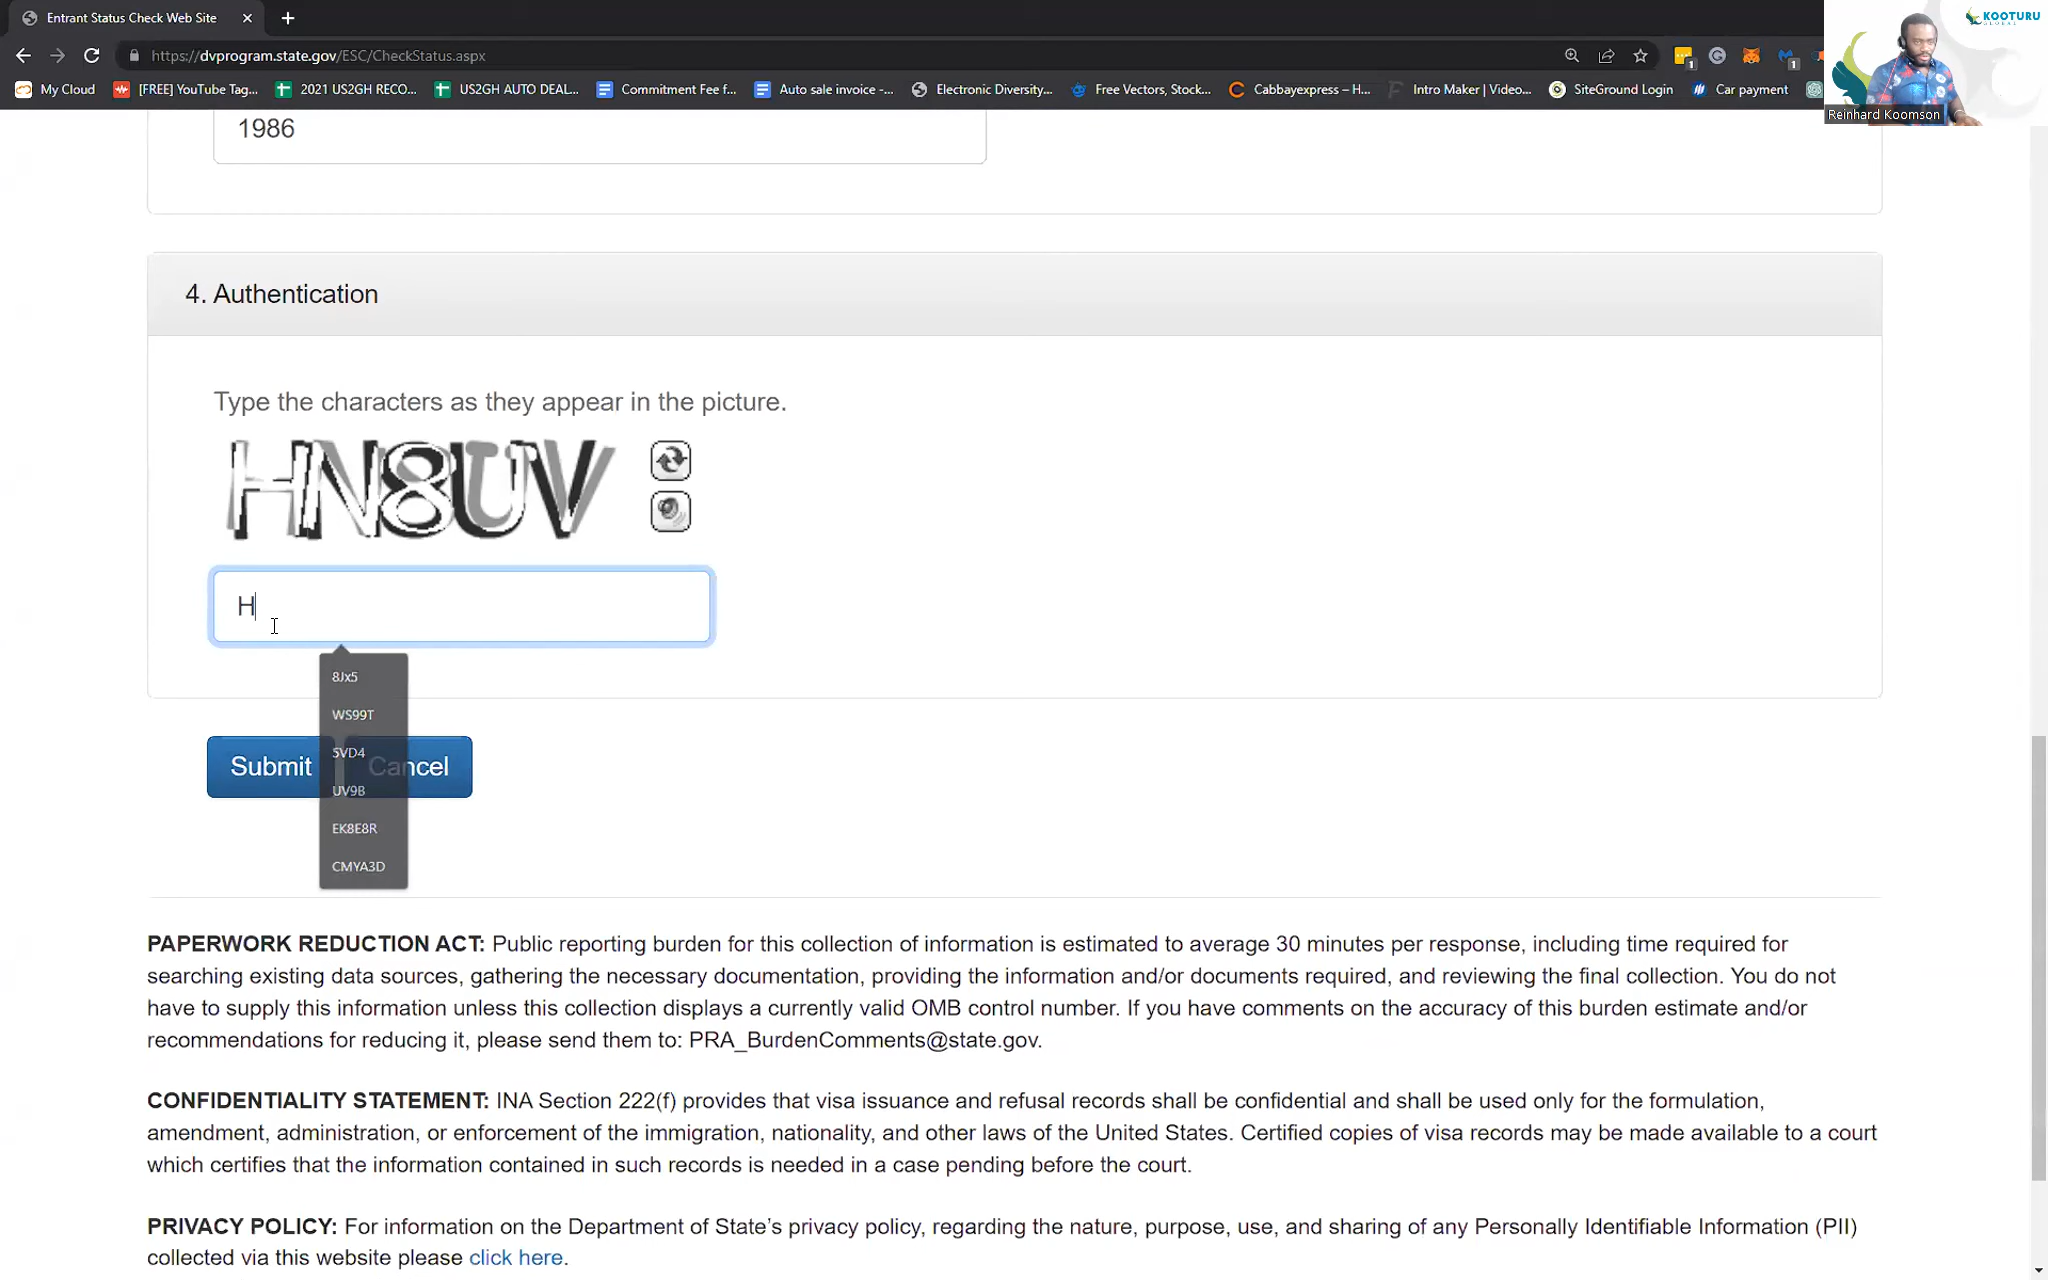 Entrant Status Check Web Site
https://dvprogram.state.gov/ESC/CheckStatus.aspx
1
1
My Cloud
[FREE] YouTube Tag...
2021 US2GH RECO...
US2GH AUTO DEAL...
Commitment Fee f...
Auto sale invoice -...
Electronic Diversity...
Free Vectors, Stock...
Cabbayexpress – H...
Intro Maker | Video...
SiteGround Login
Car payment
KOOTURU
Reinhard Koomson
1986
4. Authentication
Type the characters as they appear in the picture.
HN8UV
H
8Jx5
WS99T
5VD4
UV9B
EK8E8R
CMYA3D
Submit
Cancel
PAPERWORK REDUCTION ACT: Public reporting burden for this collection of information is estimated to average 30 minutes per response, including time required for
searching existing data sources, gathering the necessary documentation, providing the information and/or documents required, and reviewing the final collection. You do not
have to supply this information unless this collection displays a currently valid OMB control number. If you have comments on the accuracy of this burden estimate and/or
recommendations for reducing it, please send them to: PRA_BurdenComments@state.gov.
CONFIDENTIALITY STATEMENT: INA Section 222(f) provides that visa issuance and refusal records shall be confidential and shall be used only for the formulation,
amendment, administration, or enforcement of the immigration, nationality, and other laws of the United States. Certified copies of visa records may be made available to a court
which certifies that the information contained in such records is needed in a case pending before the court.
PRIVACY POLICY: For information on the Department of State's privacy policy, regarding the nature, purpose, use, and sharing of any Personally Identifiable Information (PII)
collected via this website please click here.